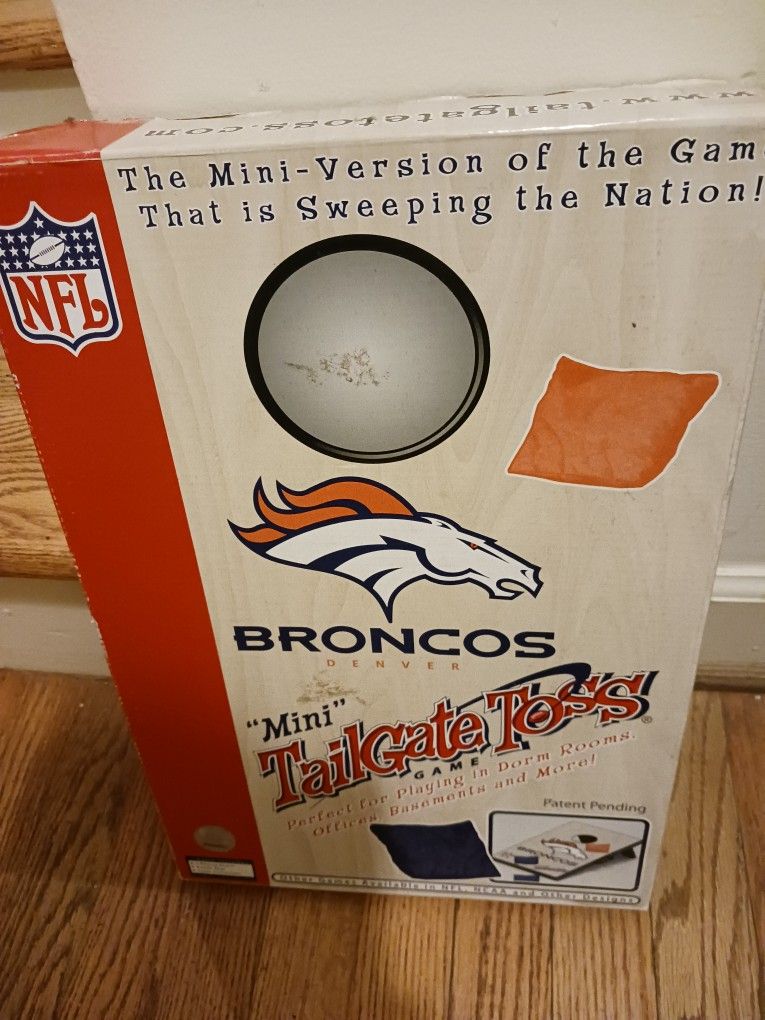 www.tailgatetoss.com
The Mini-Version of the Gam
That is Sweeping the Nation!
NFL
BRONCOS
DENVER
"Mini"
TailGate Toss®
GAME
Perfect for Playing in Dorm Rooms,
Offices, Basements and More!
Patent Pending
BRONCOS
Other Games Available in NFL, NCAA and Other Designs